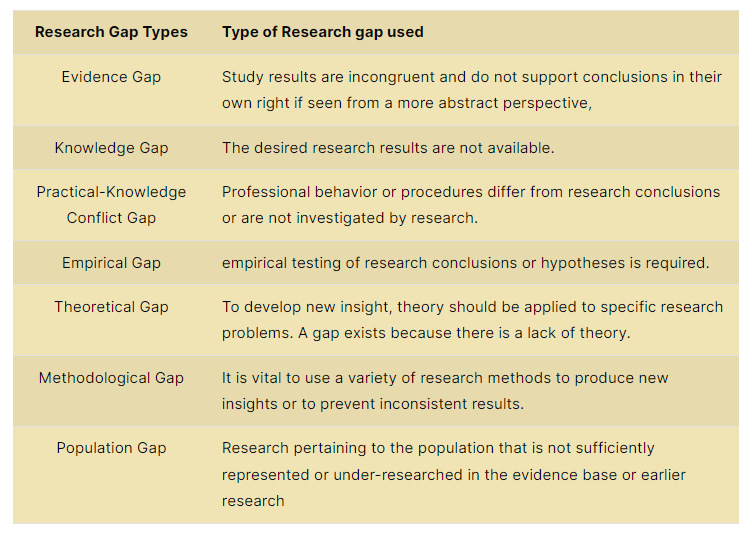 Research Gap Types Type of Research gap used
Evidence Gap Study results are incongruent and do not support conclusions in their
own right if seen from a more abstract perspective,
Knowledge Gap The desired research results are not available.
Practical-Knowledge Professional behavior or procedures differ from research conclusions
Conflict Gap or are not investigated by research.
Empirical Gap empirical testing of research conclusions or hypotheses is required.
Theoretical Gap To develop new insight, theory should be applied to specific research
problems. A gap exists because there is a lack of theory.
Methodological Gap It is vital to use a variety of research methods to produce new
insights or to prevent inconsistent results.
Population Gap Research pertaining to the population that is not sufficiently
represented or under-researched in the evidence base or earlier
research